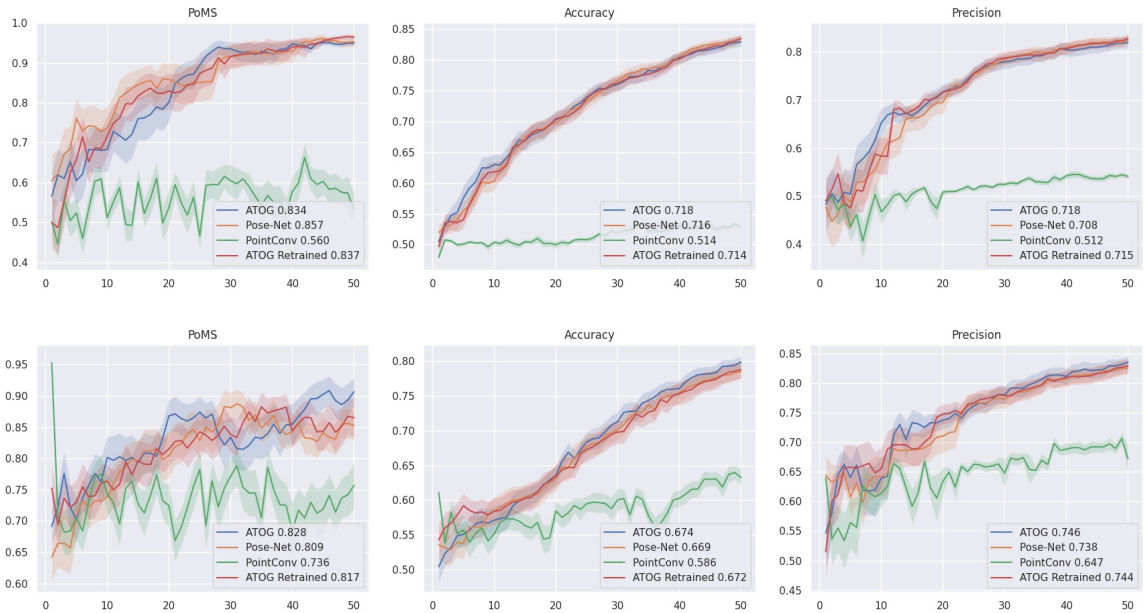 PoMS
1.0
0.9
0.8
0.7
0.6
0.5
0.4
0 10 20 30 40 50
ATOG 0.834
Pose-Net 0.857
PointConv 0.560
ATOG Retrained 0.837
Accuracy
0.85
0.80
0.75
0.70
0.65
0.60
0.55
0.50
0 10 20 30 40 50
ATOG 0.718
Pose-Net 0.716
PointConv 0.514
ATOG Retrained 0.714
Precision
0.8
0.7
0.6
0.5
0.4
0 10 20 30 40 50
ATOG 0.718
Pose-Net 0.708
PointConv 0.512
ATOG Retrained 0.715
PoMS
0.95
0.90
0.85
0.80
0.75
0.70
0.65
0.60
0 10 20 30 40 50
ATOG 0.828
Pose-Net 0.809
PointConv 0.736
ATOG Retrained 0.817
Accuracy
0.80
0.75
0.70
0.65
0.60
0.55
0.50
0 10 20 30 40 50
ATOG 0.674
Pose-Net 0.669
PointConv 0.586
ATOG Retrained 0.672
Precision
0.85
0.80
0.75
0.70
0.65
0.60
0.55
0.50
0.45
0 10 20 30 40 50
ATOG 0.746
Pose-Net 0.738
PointConv 0.647
ATOG Retrained 0.744